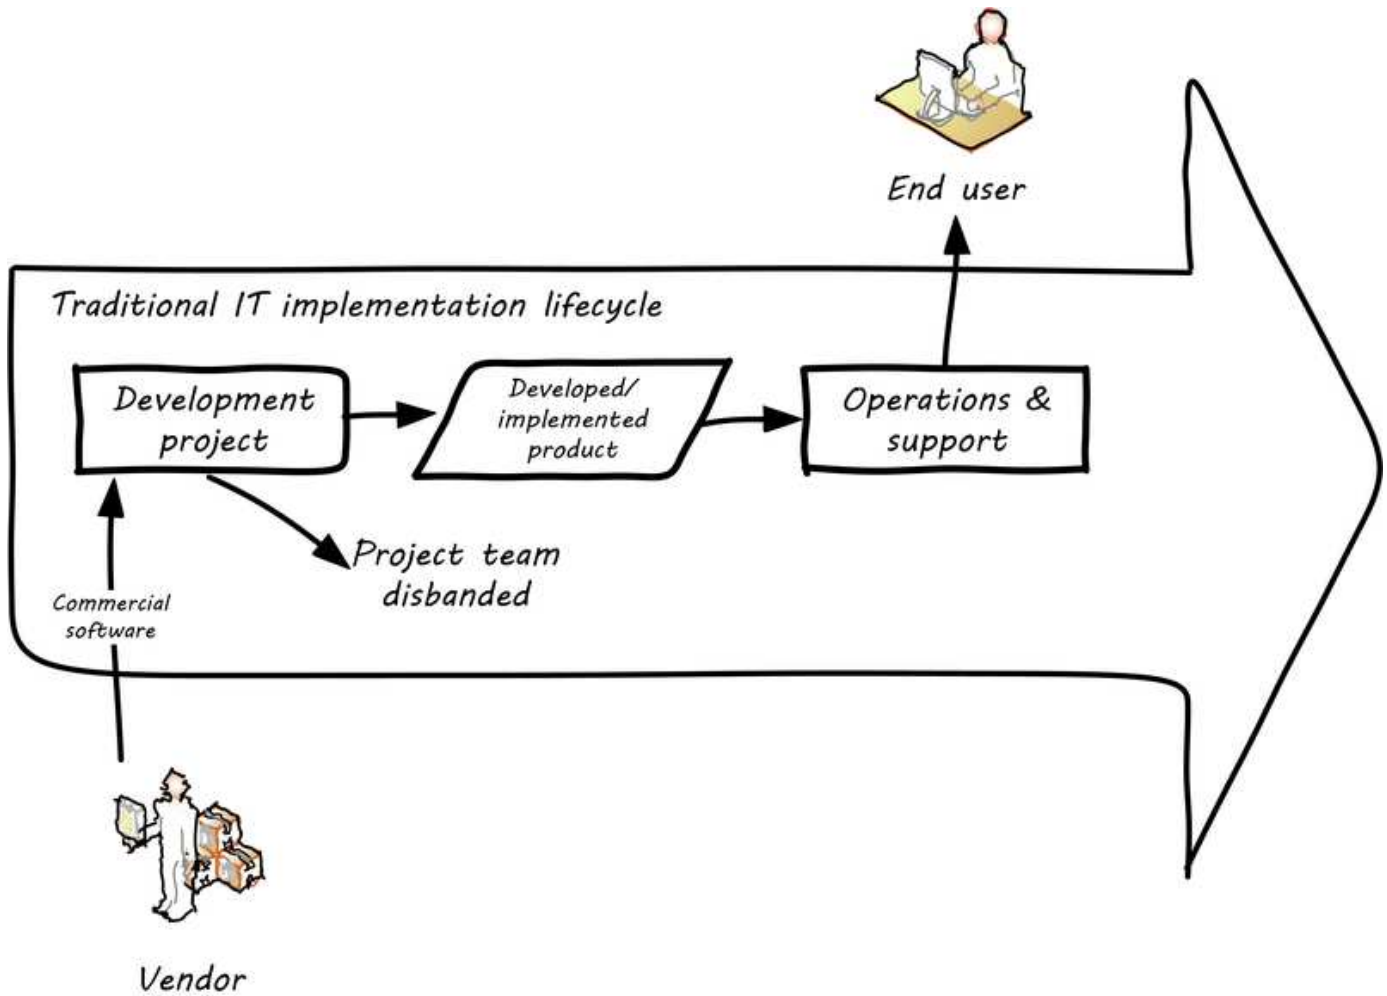 End user
Traditional IT implementation lifecycle
Development
project
Developed/
implemented
product
Operations &
support
Project team
disbanded
Commercial
software
Vendor